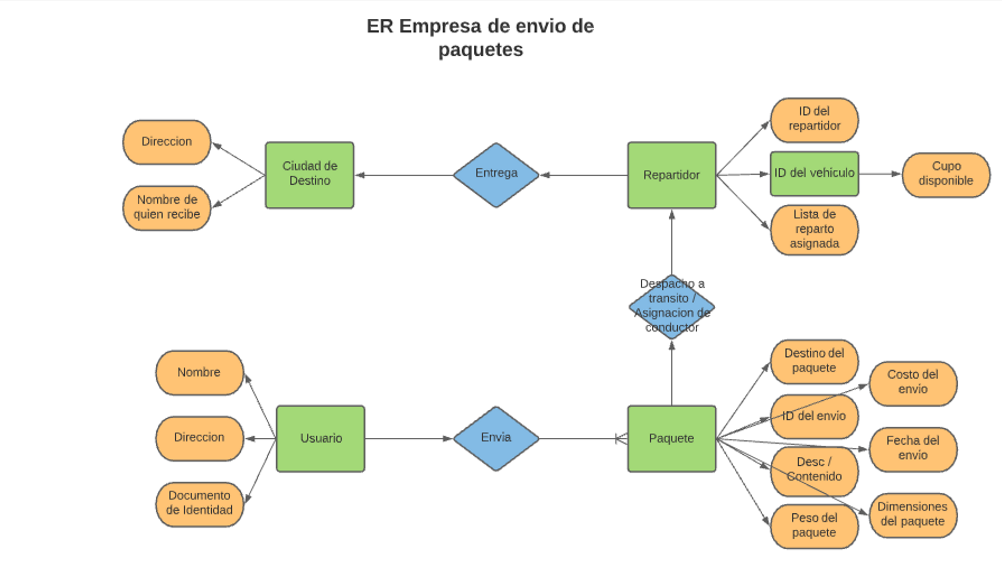 ER Empresa de envio de
paquetes
Direccion
Nombre de
quien recibe
Ciudad de
Destino
Entrega
Repartidor
ID del
repartidor
ID del vehiculo
Cupo
disponible
Lista de
reparto
asignada
Despacho a
transito /
Asignacion de
conductor
Nombre
Direccion
Documento
de Identidad
Usuario
Envia
Paquete
Destino del
paquete
Costo del
envio
ID del envio
Fecha del
envio
Desc /
Contenido
Dimensiones
del paquete
Peso del
paquete